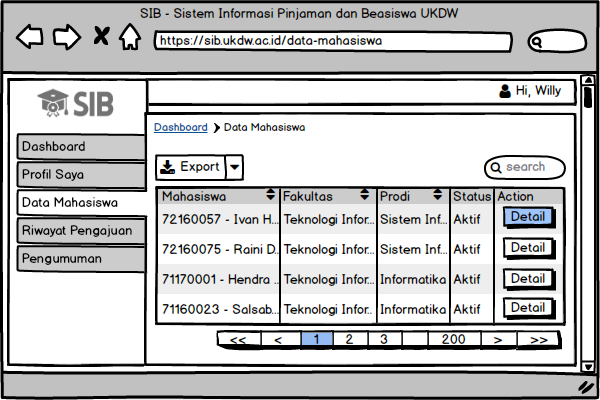 SIB - Sistem Informasi Pinjaman dan Beasiswa UKDW
https://sib.ukdw.ac.id/data-mahasiswa
SIB
Hi, Willy
Dashboard
Profil Saya
Data Mahasiswa
Riwayat Pengajuan
Pengumuman
Dashboard Data Mahasiswa
Export search
Mahasiswa Fakultas Prodi Status Action
72160057 - Ivan H... Teknologi Infor... Sistem Inf... Aktif Detail
72160075 - Raini D... Teknologi Infor... Sistem Inf... Aktif Detail
71170001 - Hendra ... Teknologi Infor... Informatika Aktif Detail
71160023 - Salsab... Teknologi Infor... Informatika Aktif Detail
<< < 1 2 3 200 > >>